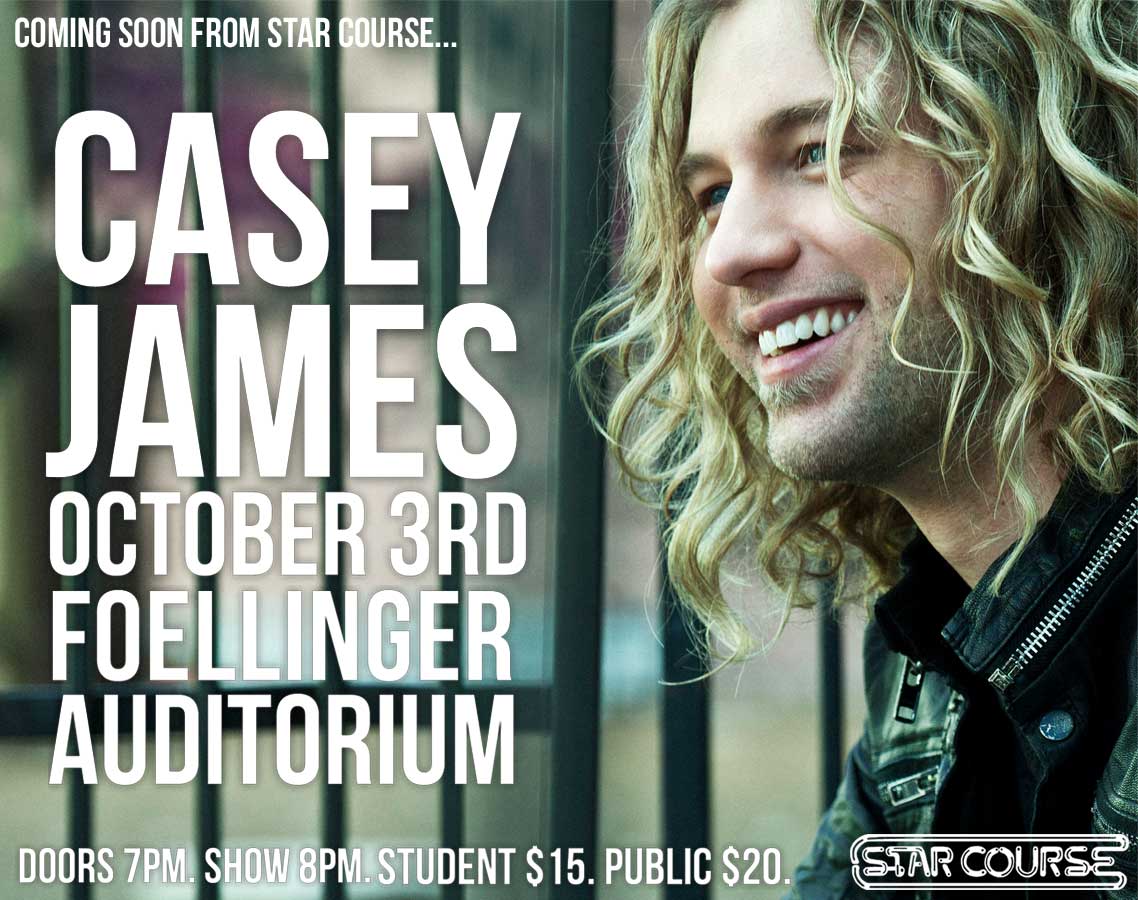 COMING SOON FROM STAR COURSE...
CASEY
JAMES
OCTOBER 3RD
FOELLINGER
AUDITORIUM
DOORS 7PM. SHOW 8PM. STUDENT $15. PUBLIC $20.
STAR COURSE